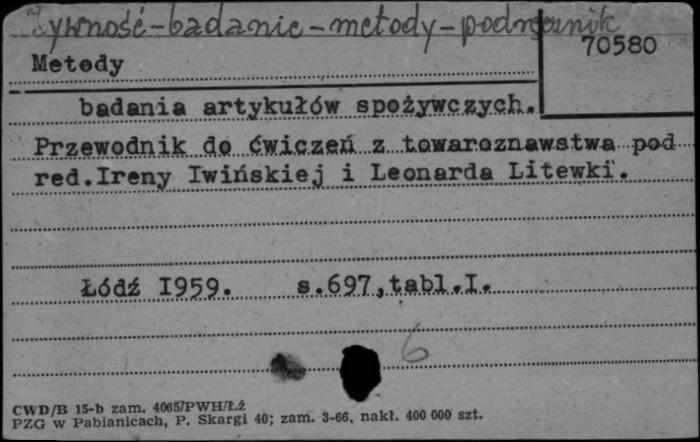 Żywność-badanie-metody-podręcznik
70580
Metody
badania artykułów spożywczych.
Przewodnik do ćwiczeń z towaroznawstwa pod
red.Ireny Iwińskiej i Leonarda Litewki.
Łódź I959. s.697,tabl.I.
6
CWD/B 15-b zam. 4065/PWH/Łź
PZG w Pabianicach, P. Skargi 40; zam. 3-66, nakł. 400 000 szt.